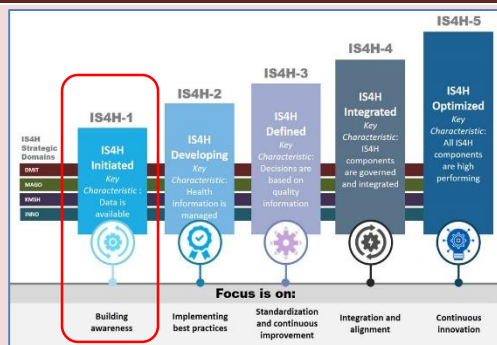 IS4H-5
IS4H-4
IS4H-3
IS4H-2
IS4H-1
IS4H
Strategic
Domains
DMIT
MAGO
KMSH
INNO
IS4H
Initiated
Key
Characteristic :
Data is
available
IS4H
Developing
Key
Characteristic:
Health
information is
managed
IS4H
Defined
Key
Characteristic:
Decisions are
based on
quality
information
IS4H
Integrated
Key
Characteristic:
IS4H
components
are governed
and integrated
IS4H
Optimized
Key
Characteristic:
All IS4H
components
are high
performing
Focus is on:
Building
awareness
Implementing
best practices
Standardization
and continuous
improvement
Integration and
alignment
Continuous
innovation